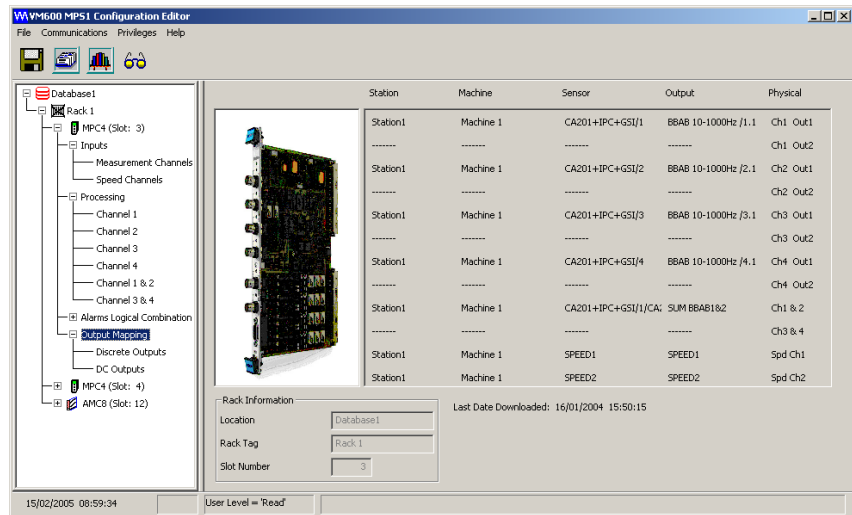 VM600 MPS1 Configuration Editor
File Communications Privileges Help
Database1
Rack 1
MPC4 (Slot: 3)
Inputs
Measurement Channels
Speed Channels
Processing
Channel 1
Channel 2
Channel 3
Channel 4
Channel 1 & 2
Channel 3 & 4
Alarms Logical Combination
Output Mapping
Discrete Outputs
DC Outputs
MPC4 (Slot: 4)
AMC8 (Slot: 12)
Station Machine Sensor Output Physical
Station1 Machine 1 CA201+IPC+GSI/1 BBAB 10-1000Hz /1.1 Ch1 Out1
------- ------- ------- ------- Ch1 Out2
Station1 Machine 1 CA201+IPC+GSI/2 BBAB 10-1000Hz /2.1 Ch2 Out1
------- ------- ------- ------- Ch2 Out2
Station1 Machine 1 CA201+IPC+GSI/3 BBAB 10-1000Hz /3.1 Ch3 Out1
------- ------- ------- ------- Ch3 Out2
Station1 Machine 1 CA201+IPC+GSI/4 BBAB 10-1000Hz /4.1 Ch4 Out1
------- ------- ------- ------- Ch4 Out2
Station1 Machine 1 CA201+IPC+GSI/1/CA: SUM BBAB1&2 Ch1 & 2
------- ------- ------- ------- Ch3 & 4
Station1 Machine 1 SPEED1 SPEED1 Spd Ch1
Station1 Machine 1 SPEED2 SPEED2 Spd Ch2
Rack Information
Location Database1
Rack Tag Rack 1
Slot Number 3
Last Date Downloaded: 16/01/2004 15:50:15
15/02/2005 08:59:34 User Level = 'Read'